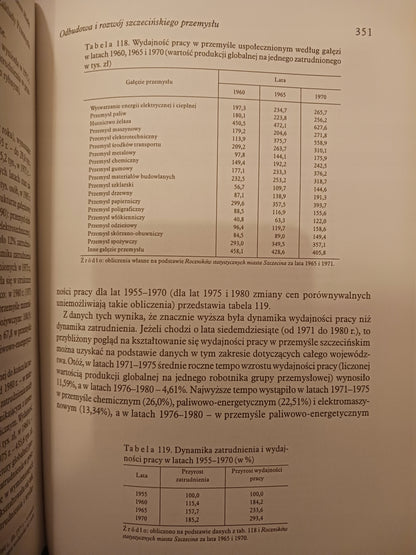 Odbudowa i rozwój szczecińskiego przemysłu 351
Tabela 118. Wydajność pracy w przemyśle uspołecznionym według gałęzi
w latach 1960, 1965 i 1970 (wartość produkcji globalnej na jednego zatrudnionego
w tys. zł)
Gałęzie przemysłu Lata
1960 1965 1970
Wytwarzanie energii elektrycznej i cieplnej 197,3 234,7 265,7
Przemysł paliw 180,1 223,8 256,2
Hutnictwo żelaza 450,5 472,1 627,6
Przemysł maszynowy 179,2 204,6 271,8
Przemysł elektrotechniczny 113,9 375,7 358,9
Przemysł środków transportu 209,2 263,7 310,1
Przemysł metalowy 97,8 144,1 175,9
Przemysł chemiczny 149,4 192,2 242,5
Przemysł gumowy 177,1 233,3 376,2
Przemysł materiałów budowlanych 232,5 253,2 318,7
Przemysł szklarski 56,7 109,7 144,7
Przemysł drzewny 87,1 138,9 191,3
Przemysł papierniczy 299,6 357,5 399,7
Przemysł poligraficzny 88,5 116,9 155,5
Przemysł włókienniczy 40,8 63,3 122,0
Przemysł odzieżowy 96,4 119,7 158,6
Przemysł skórzano-obuwniczy 84,5 89,0 149,4
Przemysł spożywczy 293,0 349,5 357,1
Inne gałęzie przemysłu 458,1 428,6 405,8
Źródło: obliczenia własne na podstawie Roczników statystycznych miasta Szczecina za lata 1965 i 1971.
ności pracy dla lat 1955–1970 (dla lat 1975 i 1980 zmiany cen porównywalnych
uniemożliwiają takie obliczenia) przedstawia tabela 119.
Z danych tych wynika, że znacznie wyższa była dynamika wydajności pracy niż
dynamika zatrudnienia. Jeżeli chodzi o lata siedemdziesiąte (od 1971 do 1980 r.), to
przybliżony pogląd na kształtowanie się wydajności pracy w przemyśle szczecińskim
można uzyskać na podstawie danych w tym zakresie dotyczących całego wojewódz-
twa. Otóż, w latach 1971–1975 średnie roczne tempo wzrostu wydajności pracy (liczonej
wartością produkcji globalnej na jednego robotnika grupy przemysłowej) wynosiło
11,59%, a w latach 1976–1980 – 4,61%. Najwyższe tempo wystąpiło w latach 1971–1975
w przemyśle chemicznym (26,0%), paliwowo-energetycznym (22,51%) i elektromaszy-
nowym (13,34%), a w latach 1976–1980 – w przemyśle paliwowo-energetycznym
Tabela 119. Dynamika zatrudnienia i wydaj-
ności pracy w latach 1955–1970 (w %)
Lata Przyrost zatrudnienia Przyrost wydajności pracy
1955 100,0 100,0
1960 115,4 184,2
1965 157,7 233,6
1970 185,2 293,4
Źródło: obliczono na podstawie danych z tab. 118 i Roczników
statystycznych miasta Szczecina za lata 1965 i 1970.